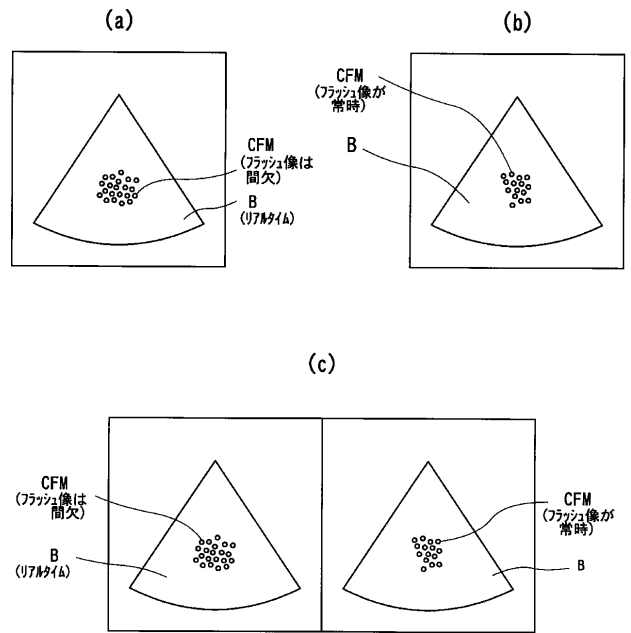 (a)
CFM
(フラッシュ像は
間欠)
B
(リアルタイム)
(b)
CFM
(フラッシュ像が
常時)
B
(c)
CFM
(フラッシュ像は
間欠)
B
(リアルタイム)
CFM
(フラッシュ像が
常時)
B